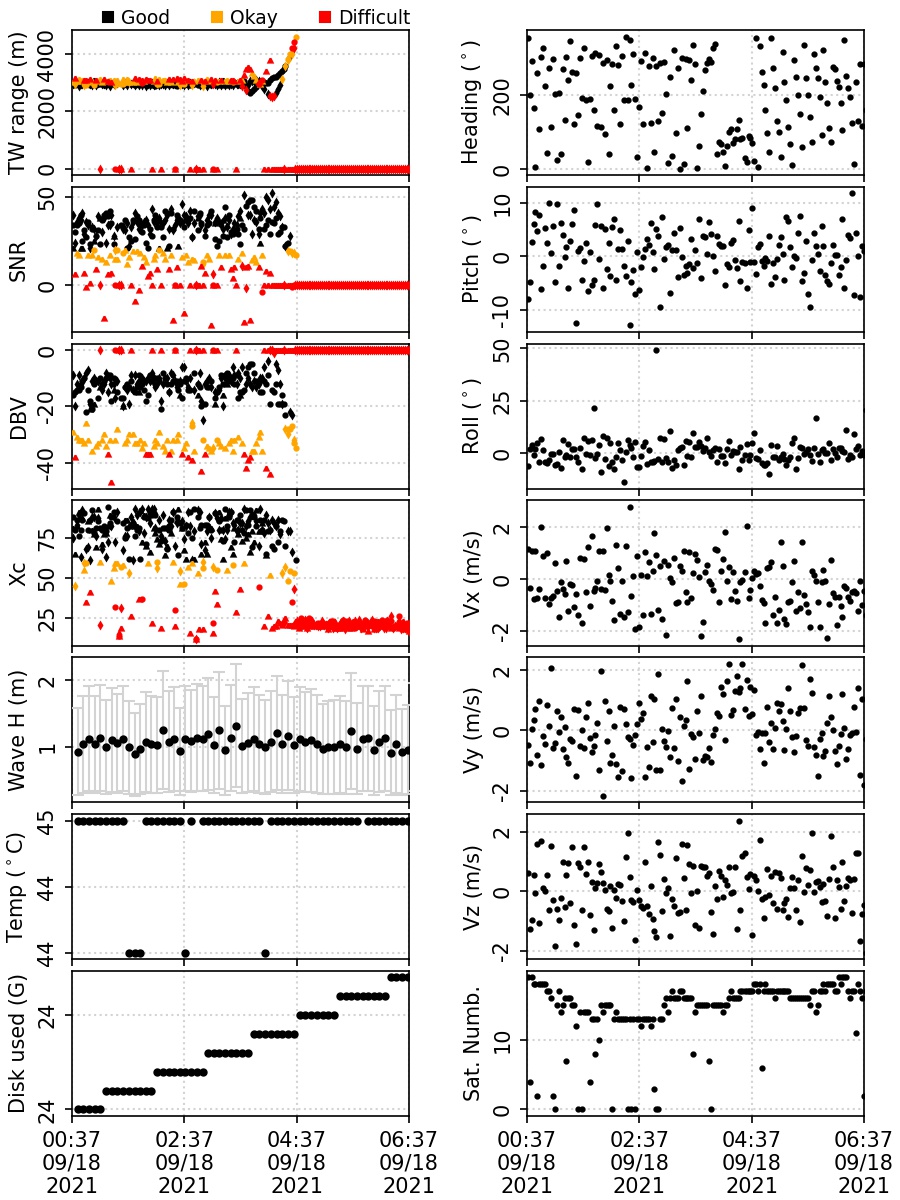 Good Okay Difficult
TW range (m)
4000
2000
0
SNR
50
0
DBV
0
-20
-40
Xc
75
50
25
Wave H (m)
2
1
Temp (°C)
45
44
44
Disk used (G)
24
24
00:37 02:37 04:37 06:37
09/18 09/18 09/18 09/18
2021 2021 2021 2021
Heading (°)
200
0
Pitch (°)
10
0
-10
Roll (°)
50
25
0
Vx (m/s)
2
0
-2
Vy (m/s)
2
0
-2
Vz (m/s)
2
0
-2
Sat. Numb.
10
0
00:37 02:37 04:37 06:37
09/18 09/18 09/18 09/18
2021 2021 2021 2021